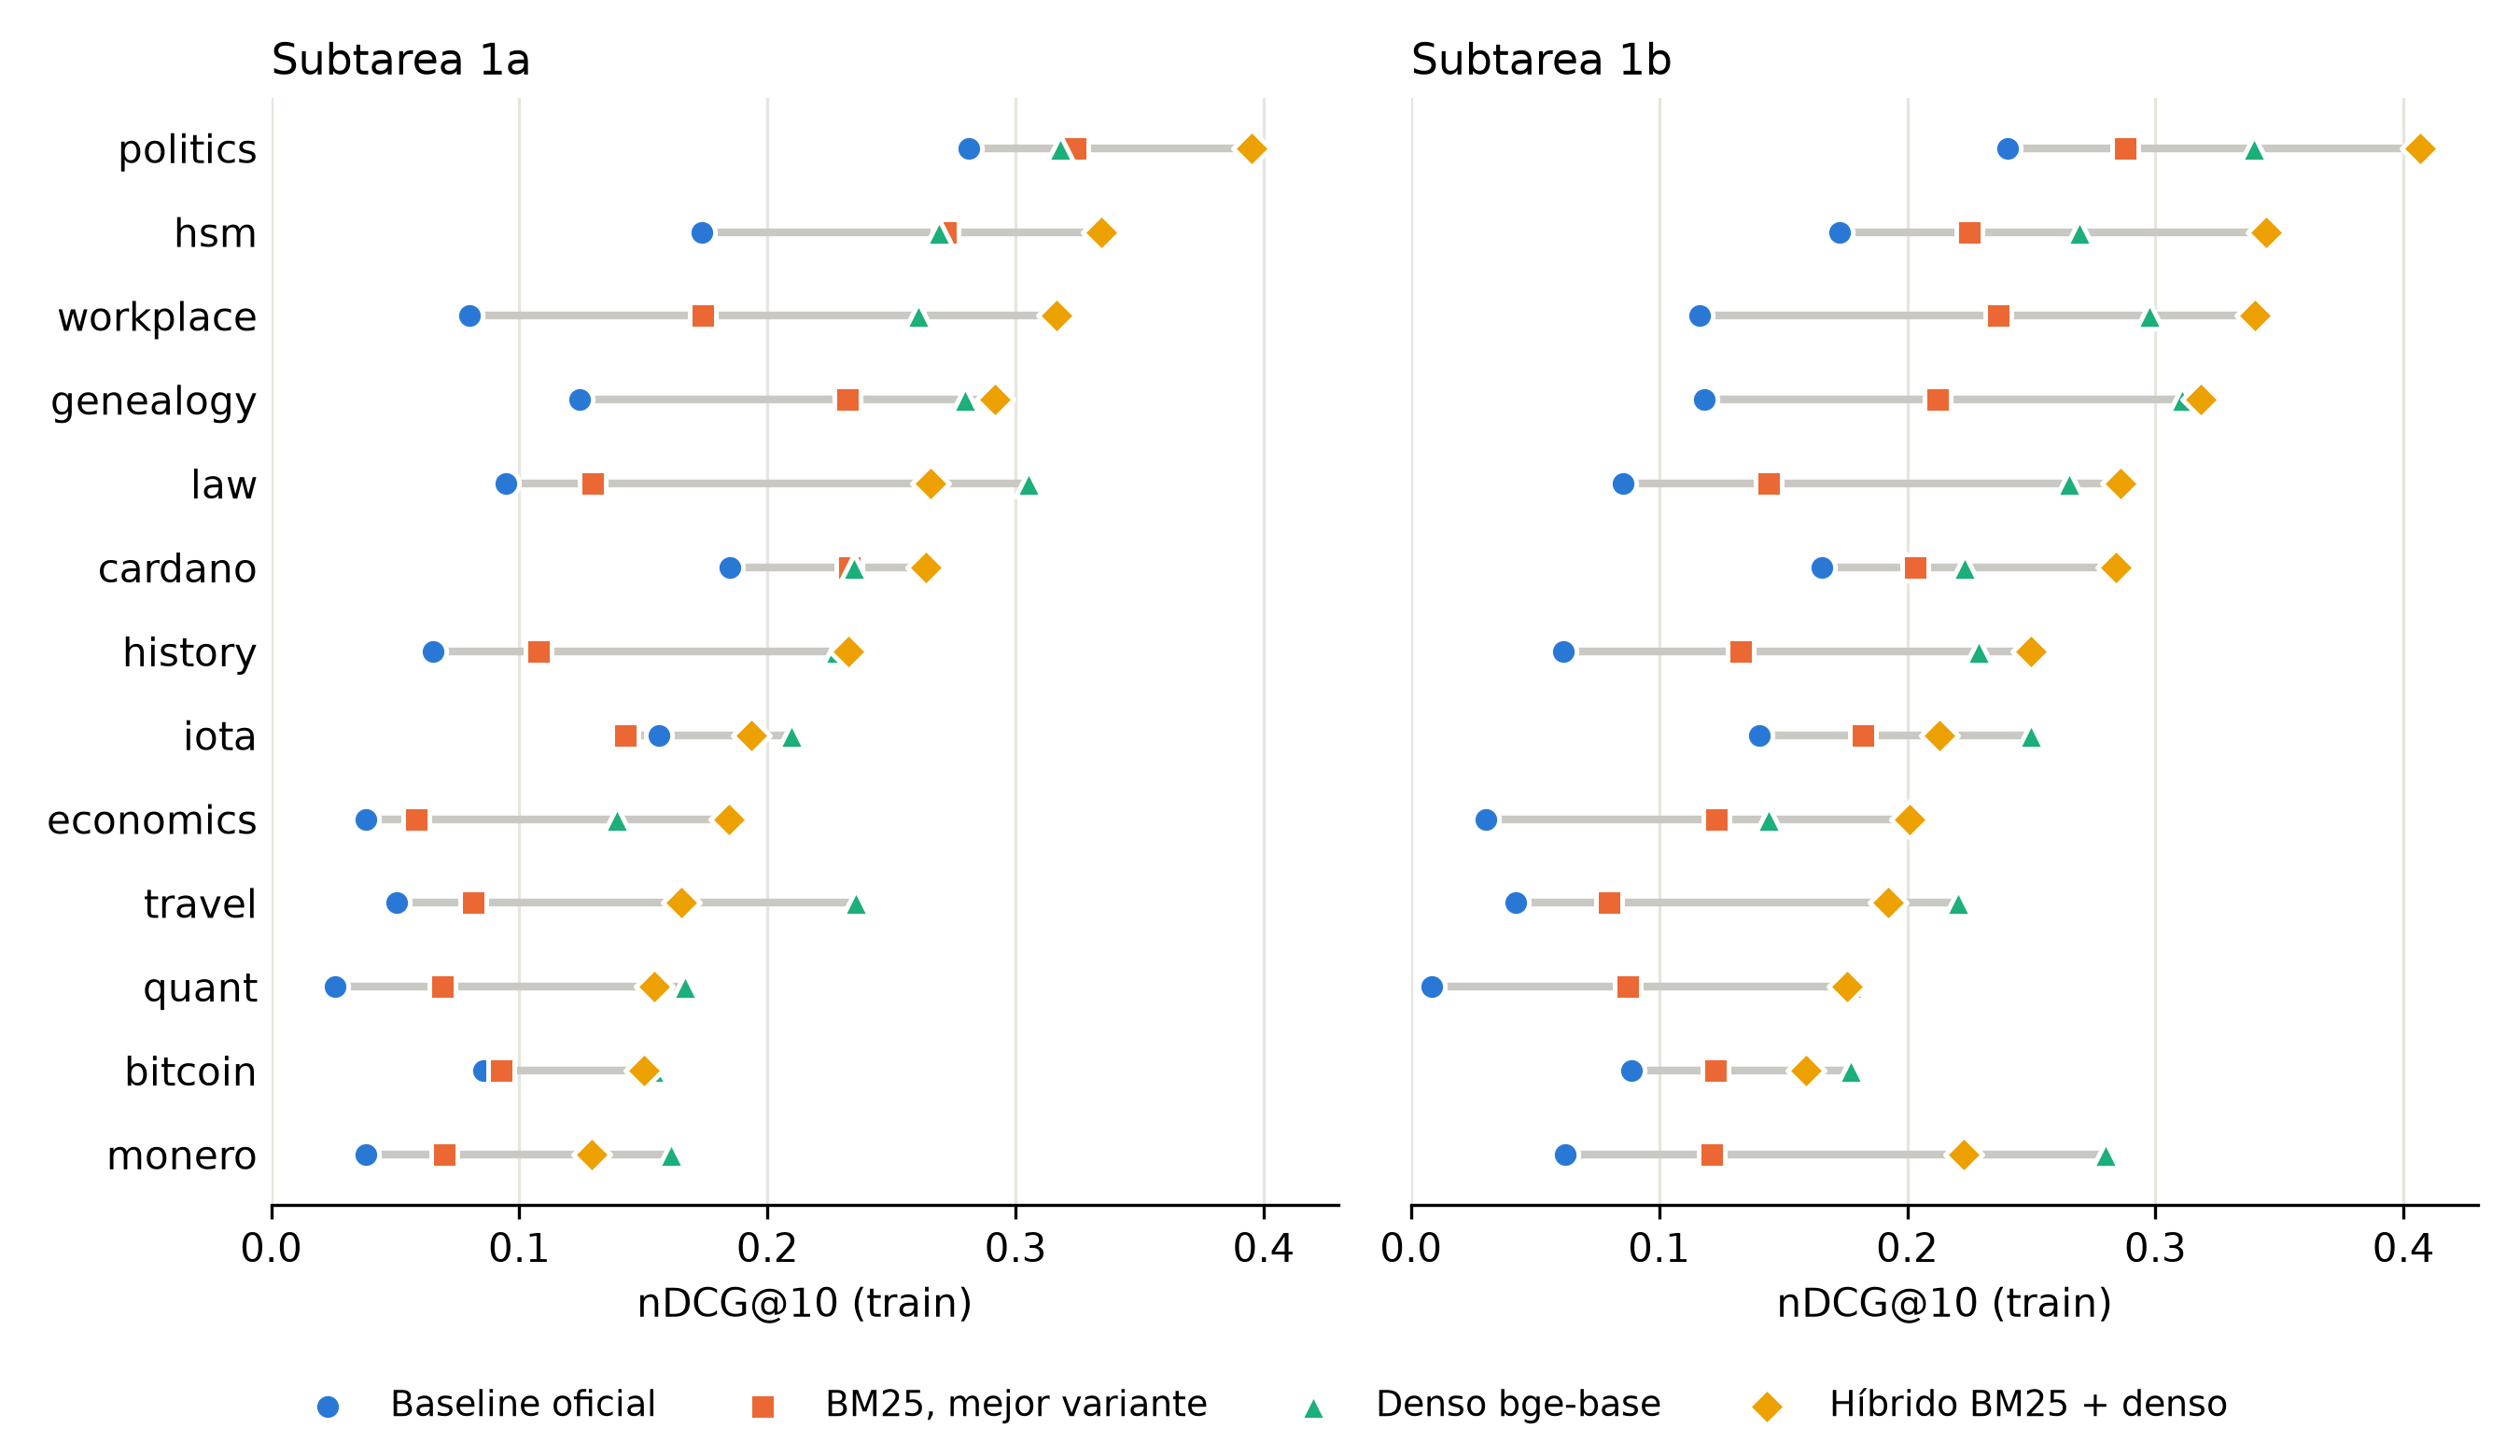 Subtarea 1a
Subtarea 1b
politics
hsm
workplace
genealogy
law
cardano
history
iota
economics
travel
quant
bitcoin
monero
0.0 0.1 0.2 0.3 0.4
0.0 0.1 0.2 0.3 0.4
nDCG@10 (train)
nDCG@10 (train)
Baseline oficial BM25, mejor variante Denso bge-base Híbrido BM25 + denso